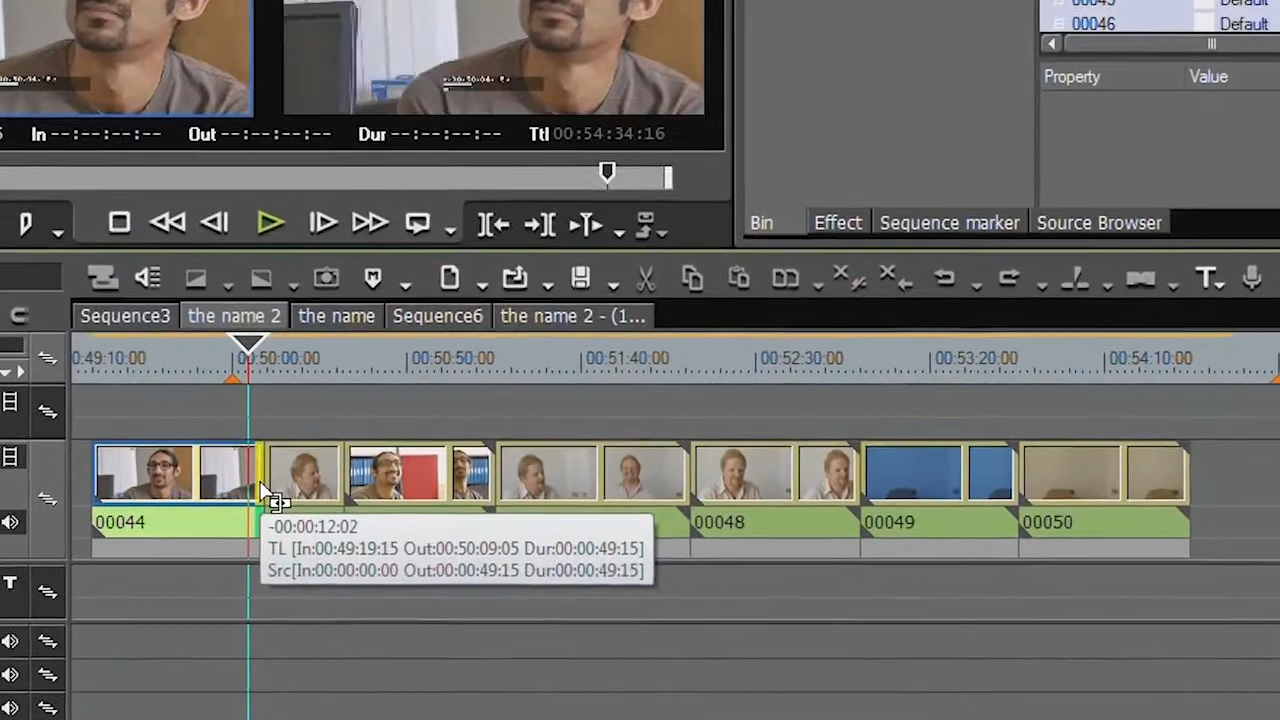 00046 Default
In --:--:--:-- Out --:--:--:-- Dur --:--:--:-- Ttl 00:54:34:16
Property Value
Bin Effect Sequence marker Source Browser
Sequence3 the name 2 the name Sequence6 the name 2 - (1...
0:49:10:00 00:50:00:00 00:50:50:00 00:51:40:00 00:52:30:00 00:53:20:00 00:54:10:00
00044 00048 00049 00050
-00:00:12:02
TL [In:00:49:19:15 Out:00:50:09:05 Dur:00:00:49:15]
Src[In:00:00:00:00 Out:00:00:49:15 Dur:00:00:49:15]
T